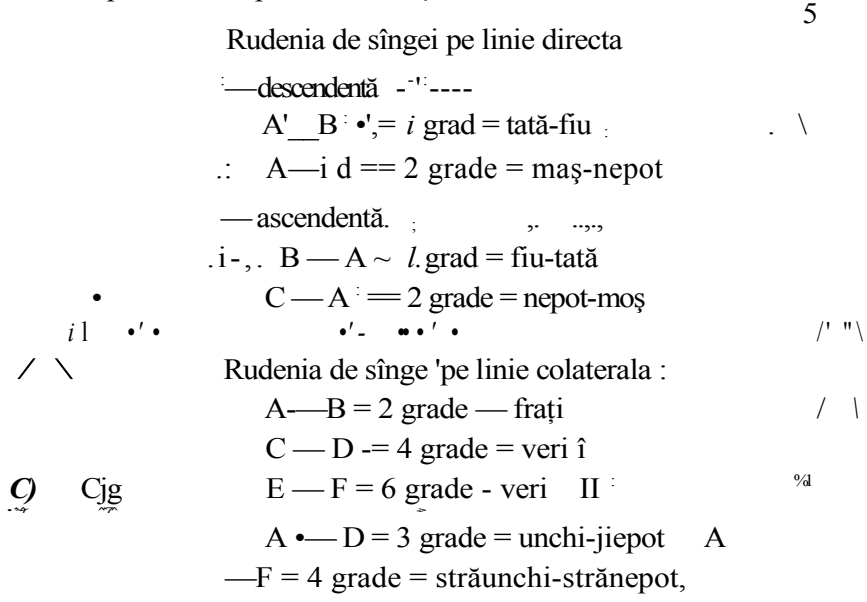 5
Rudenia de sîngei pe linie directa
:—descendentă -"':----
A'__B : •',= i grad = tată-fiu :
.: A—i d == 2 grade = maş-nepot
— ascendentă. ; ,. ..,.,
.i-,. B — A ~ l. grad = fiu-tată
C — A : == 2 grade = nepot-moş
Rudenia de sînge 'pe linie colaterala :
A-—B = 2 grade — frați
C — D -= 4 grade = veri î
C) Cjg E — F = 6 grade - veri II : %l
A •— D = 3 grade = unchi-jiepot A
—F = 4 grade = străunchi-strănepot,